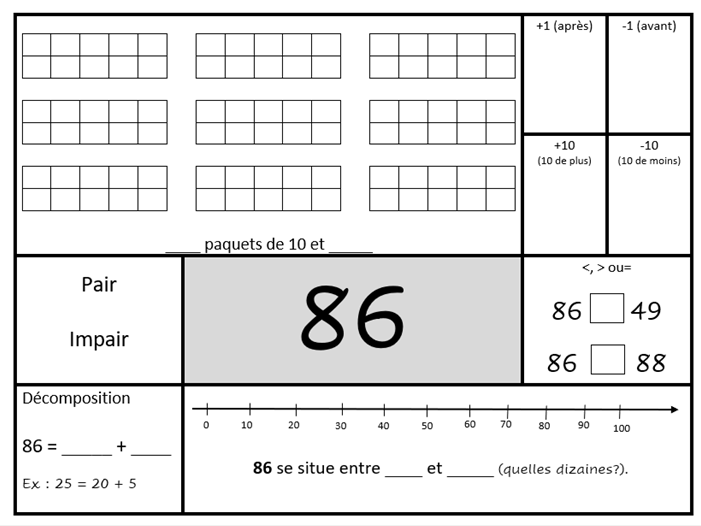 +1 (après)
-1 (avant)
+10
(10 de plus)
-10
(10 de moins)
____ paquets de 10 et _____
Pair
Impair
86
<, > ou=
86 49
86 88
Décomposition
86 = _____ + ____
Ex : 25 = 20 + 5
0 10 20 30 40 50 60 70 80 90 100
86 se situe entre ____ et _____ (quelles dizaines?).